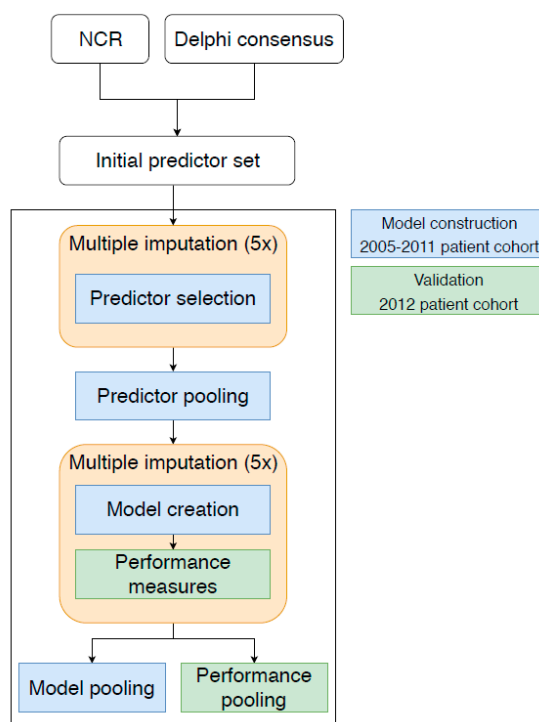 NCR
Delphi consensus
Initial predictor set
Multiple imputation (5x)
Predictor selection
Predictor pooling
Multiple imputation (5x)
Model creation
Performance
measures
Model pooling
Performance
pooling
Model construction
2005-2011 patient cohort
Validation
2012 patient cohort